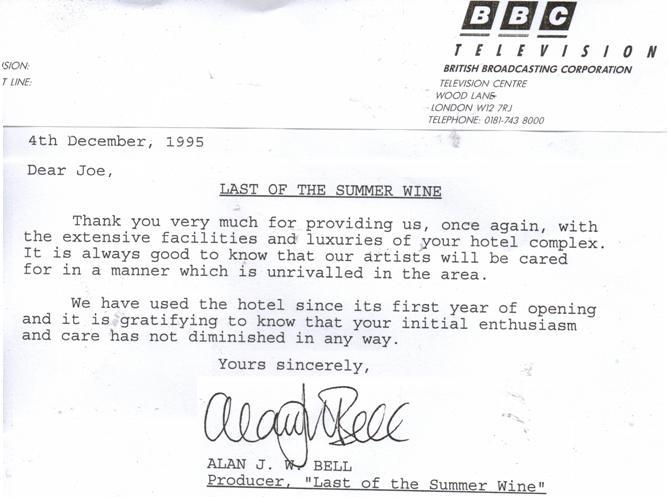 BBC
TELEVISION
BRITISH BROADCASTING CORPORATION
TELEVISION CENTRE
WOOD LANE
LONDON W12 7RJ
TELEPHONE: 0181-743 8000
SION:
T LINE:
4th December, 1995
Dear Joe,
LAST OF THE SUMMER WINE
Thank you very much for providing us, once again, with
the extensive facilities and luxuries of your hotel complex.
It is always good to know that our artists will be cared
for in a manner which is unrivalled in the area.
We have used the hotel since its first year of opening
and it is gratifying to know that your initial enthusiasm
and care has not diminished in any way.
Yours sincerely,
Alan J W Bell
ALAN J. W. BELL
Producer, "Last of the Summer Wine"